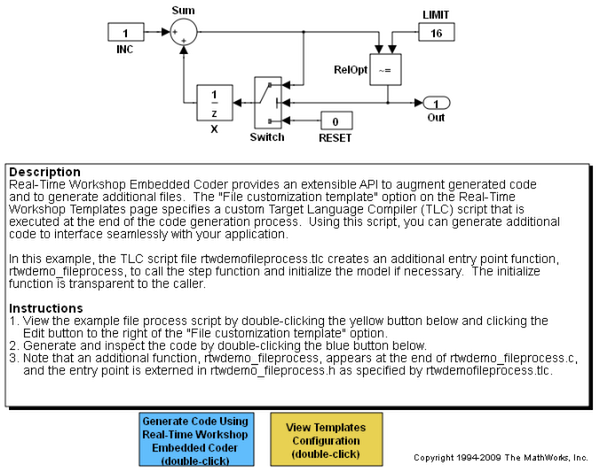 Sum
LIMIT
1
16
INC
RelOpt
~=
1
z
X
Switch
0
RESET
1
Out
Description
Real-Time Workshop Embedded Coder provides an extensible API to augment generated code
and to generate additional files.  The "File customization template" option on the Real-Time
Workshop Templates page specifies a custom Target Language Compiler (TLC) script that is
executed at the end of the code generation process.  Using this script, you can generate additional
code to interface seamlessly with your application.
In this example, the TLC script file rtwdemofileprocess.tlc creates an additional entry point function,
rtwdemo_fileprocess, to call the step function and initialize the model if necessary.  The initialize
function is transparent to the caller.
Instructions
1. View the example file process script by double-clicking the yellow button below and clicking the
Edit button to the right of the "File customization template" option.
2. Generate and inspect the code by double-clicking the blue button below.
3. Note that an additional function, rtwdemo_fileprocess, appears at the end of rtwdemo_fileprocess.c,
and the entry point is externed in rtwdemo_fileprocess.h as specified by rtwdemofileprocess.tlc.
Generate Code Using
Real-Time Workshop
Embedded Coder
(double-click)
View Templates
Configuration
(double-click)
Copyright 1994-2009 The MathWorks, Inc.